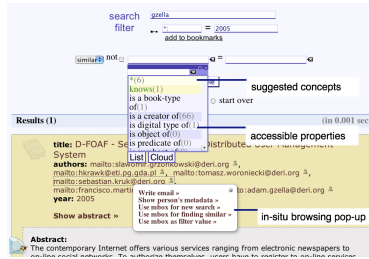 search gzella
filter *: = 2005
add to bookmarks
similar not =
*(6)
knows(1)
is a book-type
of(1)
is a creator of(66)
is digital type of(1)
is object of(0)
is predicate of(0)
List Cloud
suggested concepts
start over
accessible properties
Results (1) (in 0.001 se
title: D-FOAF - Se Distributed User Management
System
authors: mailto:slawomir.grzonkowski@deri.org ,
mailto:hkrawk@eti.pg.gda.pl , mailto:tomasz.woroniecki@deri.org ,
mailto:sebastian.kruk@deri.org ,
mailto:francisco.martin :adam.gzella@deri.org
year: 2005
Write email »
Show person's metadata »
Use mbox for new search »
Use mbox for finding similar »
Use mbox as filter value »
in-situ browsing pop-up
Show abstract »
Abstract:
The contemporary Internet offers various services ranging from electronic newspapers to